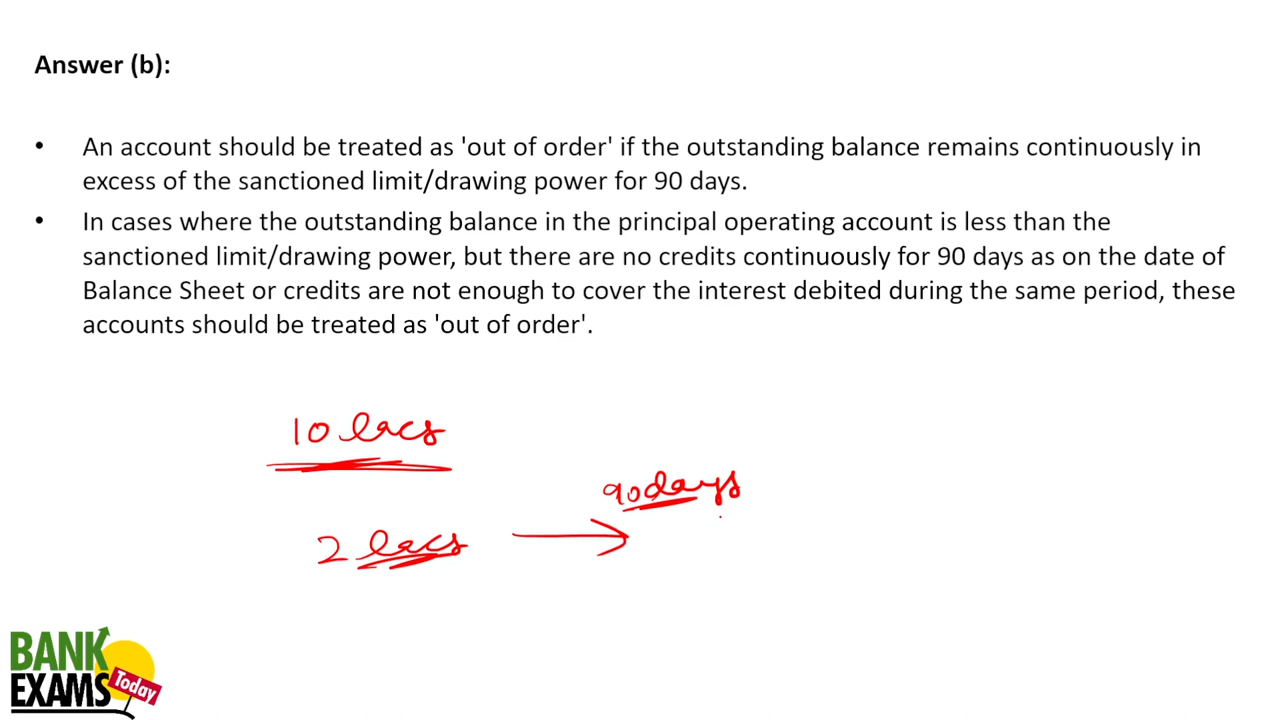 Answer (b):
• An account should be treated as 'out of order' if the outstanding balance remains continuously in
excess of the sanctioned limit/drawing power for 90 days.
• In cases where the outstanding balance in the principal operating account is less than the
sanctioned limit/drawing power, but there are no credits continuously for 90 days as on the date of
Balance Sheet or credits are not enough to cover the interest debited during the same period, these
accounts should be treated as 'out of order'.
10 lacs
90 days
2 lacs
BANK
EXAMS Today